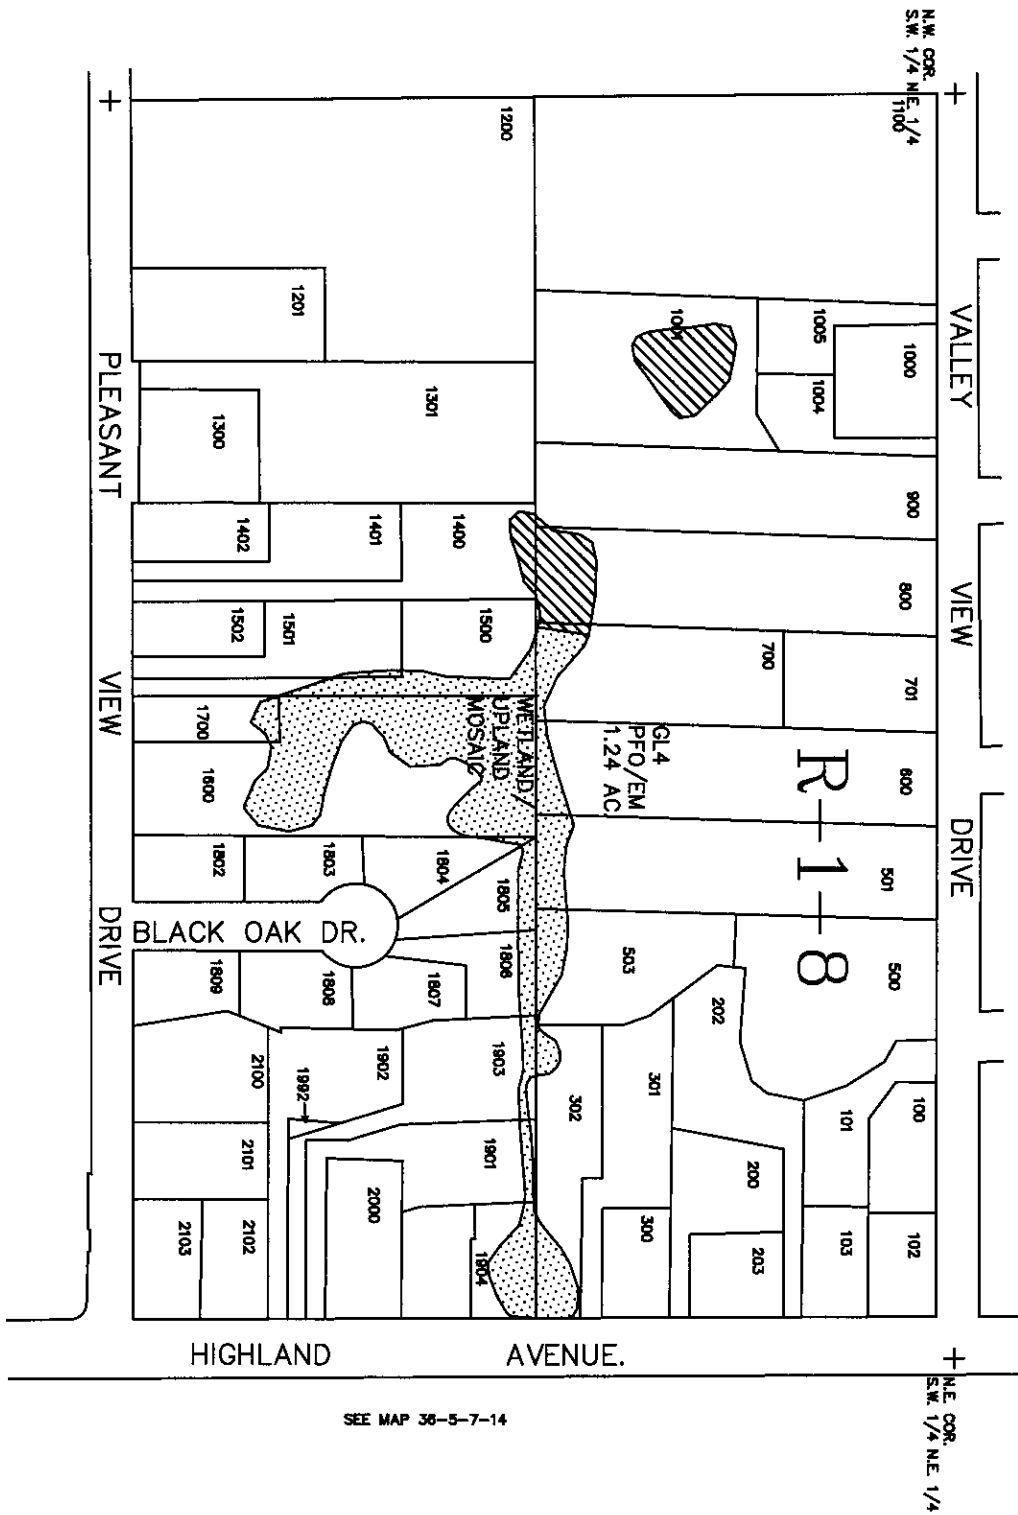 N.W. COR.
S.W. 1/4 N.E. 1/4
1100
1200
VALLEY
VIEW
DRIVE
1201
1001
1005
1000
1004
1301
1300
PLEASANT
VIEW
DRIVE
900
1402
1401
1400
800
1502
1501
1500
700
701
1700
WETLAND/
UPLAND
MOSAIC
GL4
PFO/EM
1.24 AC.
R-1-8
600
1600
1802
1803
1804
1805
501
BLACK OAK DR.
1809
1808
1807
1806
503
500
202
2100
1992
1902
1903
302
301
101
100
2101
2000
1901
200
2103
2102
1904
300
203
103
102
HIGHLAND AVENUE.
N.E. COR.
S.W. 1/4 N.E. 1/4
SEE MAP 36-5-7-14